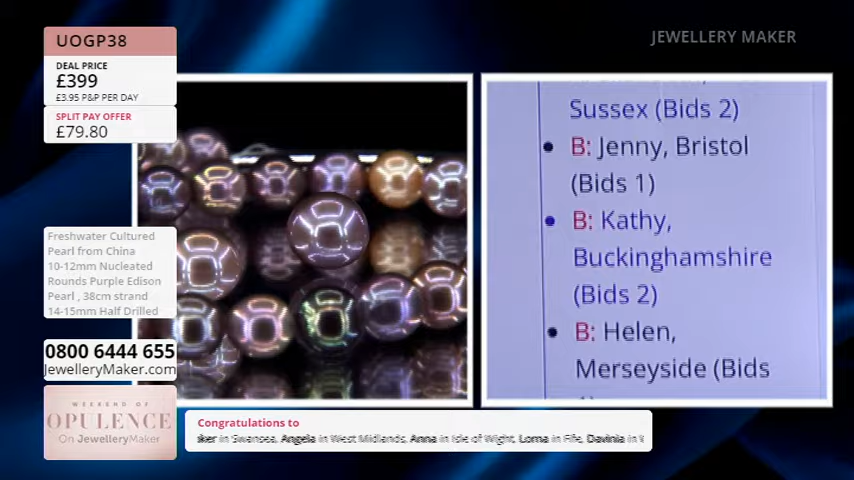 UOGP38
DEAL PRICE
£399
£3.95 P&P PER DAY
SPLIT PAY OFFER
£79.80
JEWELLERY MAKER
Sussex (Bids 2)
B: Jenny, Bristol
(Bids 1)
B: Kathy,
Buckinghamshire
(Bids 2)
B: Helen,
Merseyside (Bids
Freshwater Cultured
Pearl from China
10-12mm Nucleated
Rounds Purple Edison
Pearl , 38cm strand
14-15mm Half Drilled
0800 6444 655
JewelleryMaker.com
WEEKEND OF
OPULENCE
On JewelleryMaker
Congratulations to
in Swansea, Angela in West Midlands, Anna in Isle of Wight, Lorna in Fife, Davinia in